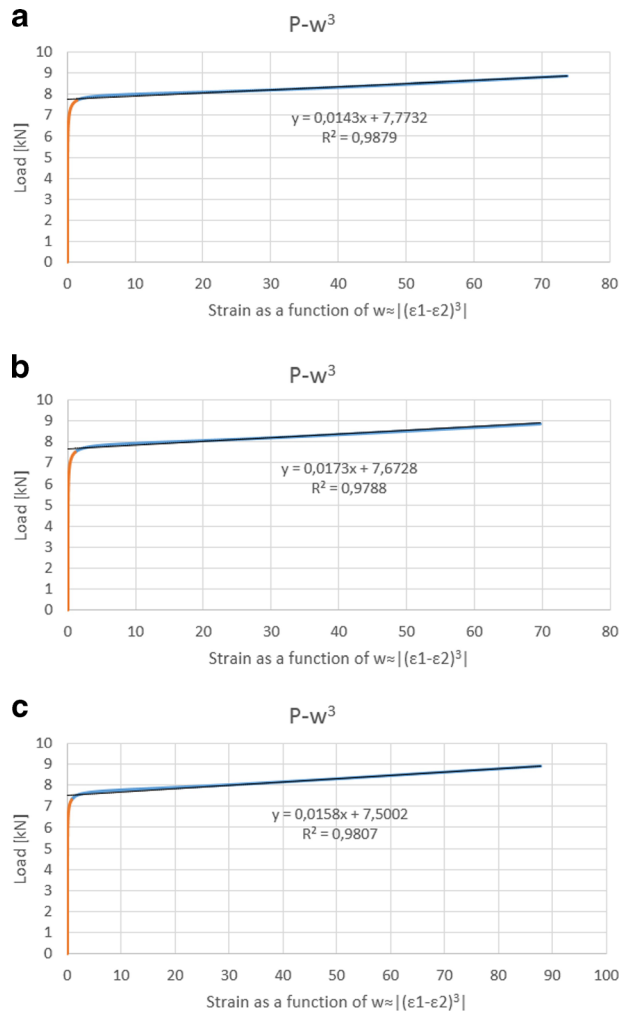 a
P-w³
10
9
8
7
6
5
4
3
2
1
0
Load [kN]
y = 0,0143x + 7,7732
R² = 0,9879
0 10 20 30 40 50 60 70 80
Strain as a function of w≈|(ε1-ε2)³|
b
P-w³
10
9
8
7
6
5
4
3
2
1
0
Load [kN]
y = 0,0173x + 7,6728
R² = 0,9788
0 10 20 30 40 50 60 70 80
Strain as a function of w≈|(ε1-ε2)³|
c
P-w³
10
9
8
7
6
5
4
3
2
1
0
Load [kN]
y = 0,0158x + 7,5002
R² = 0,9807
0 10 20 30 40 50 60 70 80 90 100
Strain as a function of w≈|(ε1-ε2)³|